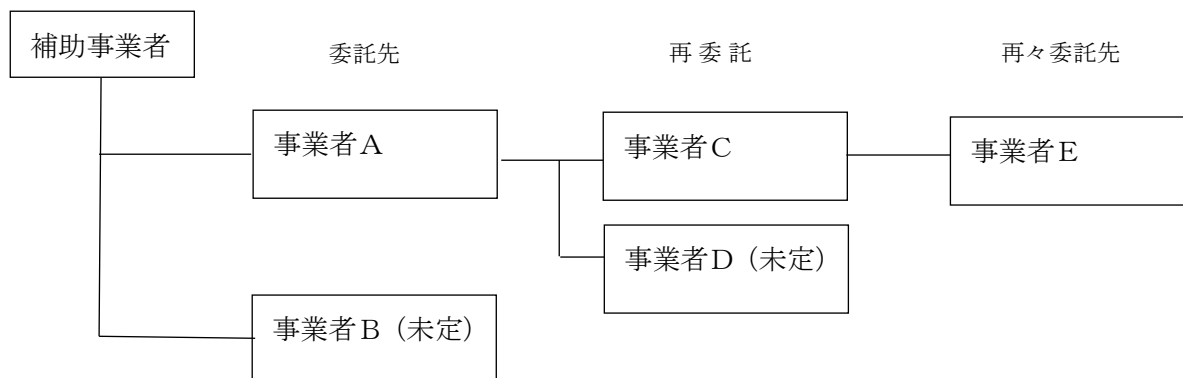 補助事業者
委託先
再 委 託
再々委託先
事業者A
事業者C
事業者E
事業者D（未定）
事業者B（未定）